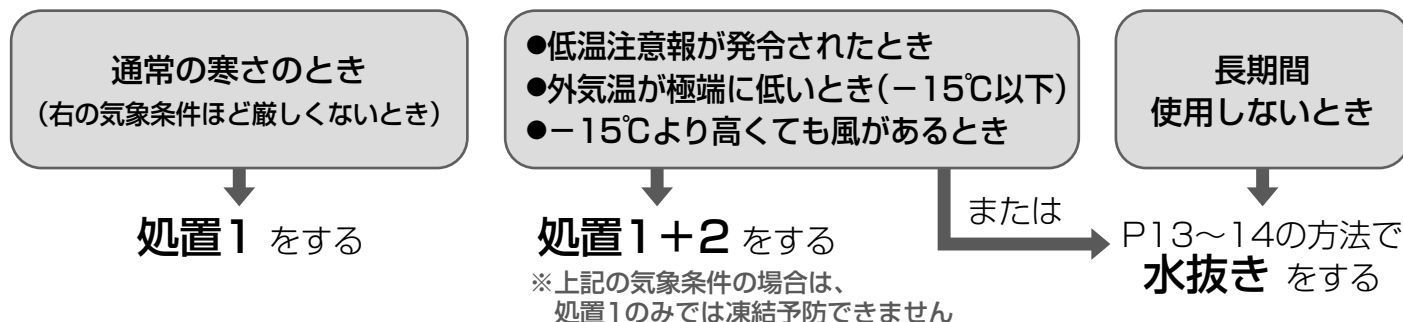 通常の寒さのとき
(右の気象条件ほど厳しくないとき)
処置1 をする
●低温注意報が発令されたとき
●外気温が極端に低いとき(－15℃以下)
●－15℃より高くても風があるとき
処置1＋2 をする
※上記の気象条件の場合は、
処置1のみでは凍結予防できません
または
長期間
使用しないとき
P13～14の方法で
水抜き をする